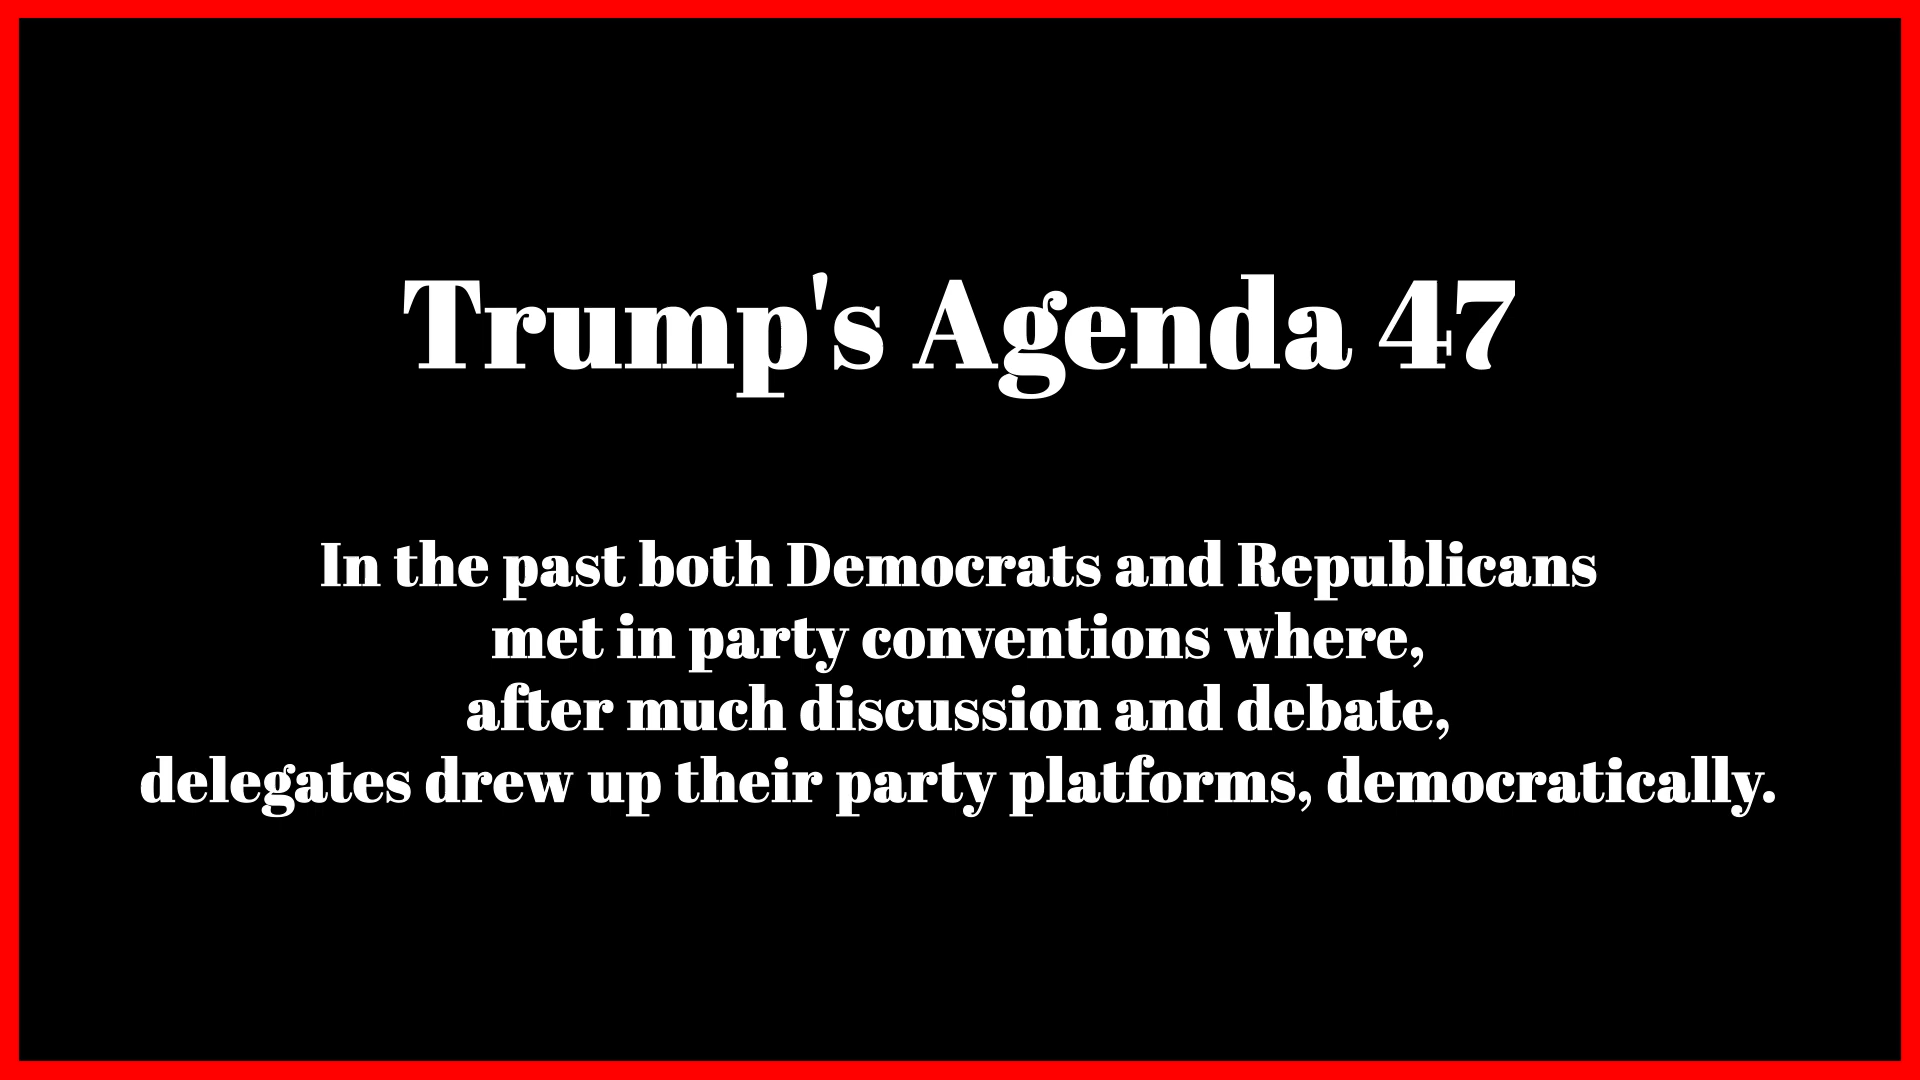 Trump's Agenda 47
In the past both Democrats and Republicans
met in party conventions where,
after much discussion and debate,
delegates drew up their party platforms, democratically.